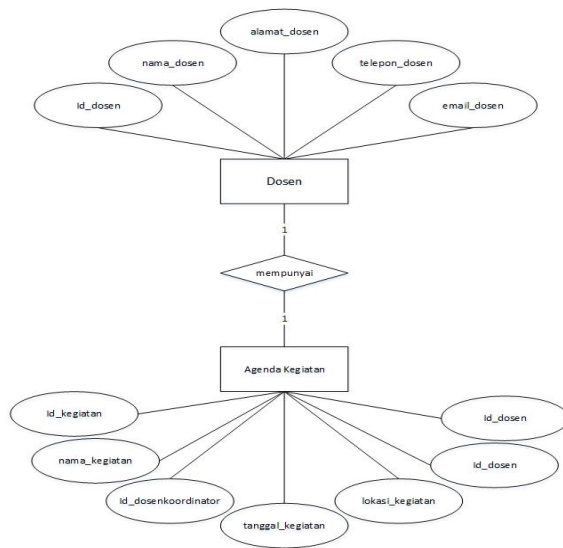 alamat_dosen
nama_dosen
telepon_dosen
Id_dosen
email_dosen
Dosen
1
mempunyai
1
Agenda Kegiatan
Id_kegiatan
Id_dosen
nama_kegiatan
Id_dosen
Id_dosenkoordinator
lokasi_kegiatan
tanggal_kegiatan